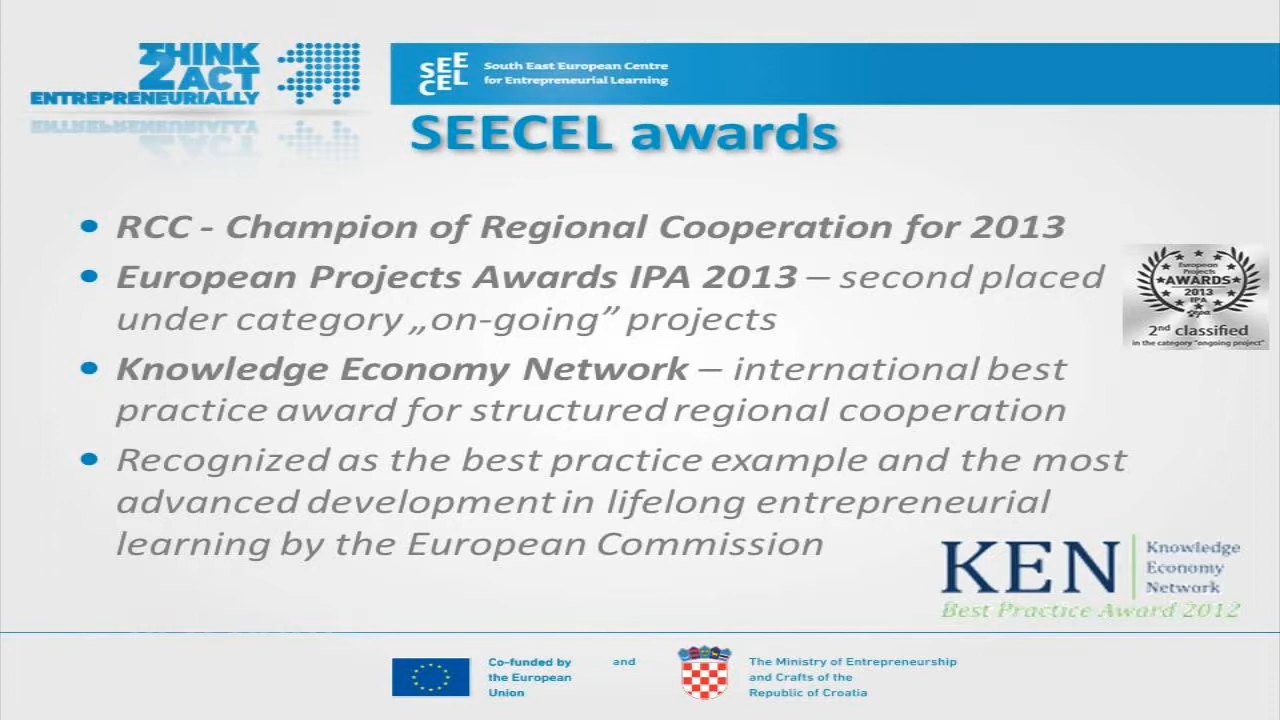 THINK
2ACT
ENTREPRENEURIALLY
SEE
CEL
South East European Centre
for Entrepreneurial Learning
SEECEL awards
• RCC - Champion of Regional Cooperation for 2013
• European Projects Awards IPA 2013 – second placed
under category „on-going” projects
European
Projects
AWARDS
2013
IPA
2nd classified
in the category "ongoing project"
• Knowledge Economy Network – international best
practice award for structured regional cooperation
• Recognized as the best practice example and the most
advanced development in lifelong entrepreneurial
learning by the European Commission
KEN
Knowledge
Economy
Network
Best Practice Award 2012
Co-funded by
the European
Union
and
The Ministry of Entrepreneurship
and Crafts of the
Republic of Croatia